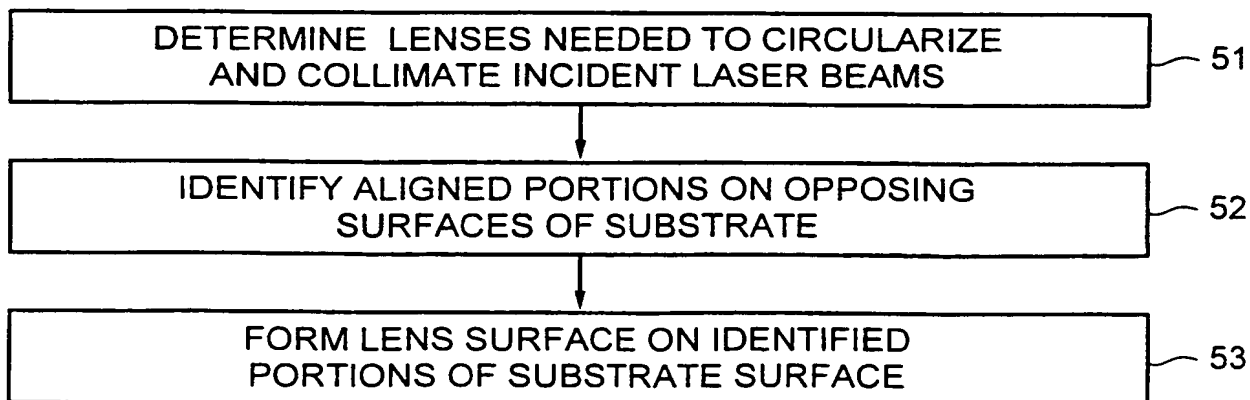 DETERMINE LENSES NEEDED TO CIRCULARIZE
AND COLLIMATE INCIDENT LASER BEAMS
51
IDENTIFY ALIGNED PORTIONS ON OPPOSING
SURFACES OF SUBSTRATE
52
FORM LENS SURFACE ON IDENTIFIED
PORTIONS OF SUBSTRATE SURFACE
53